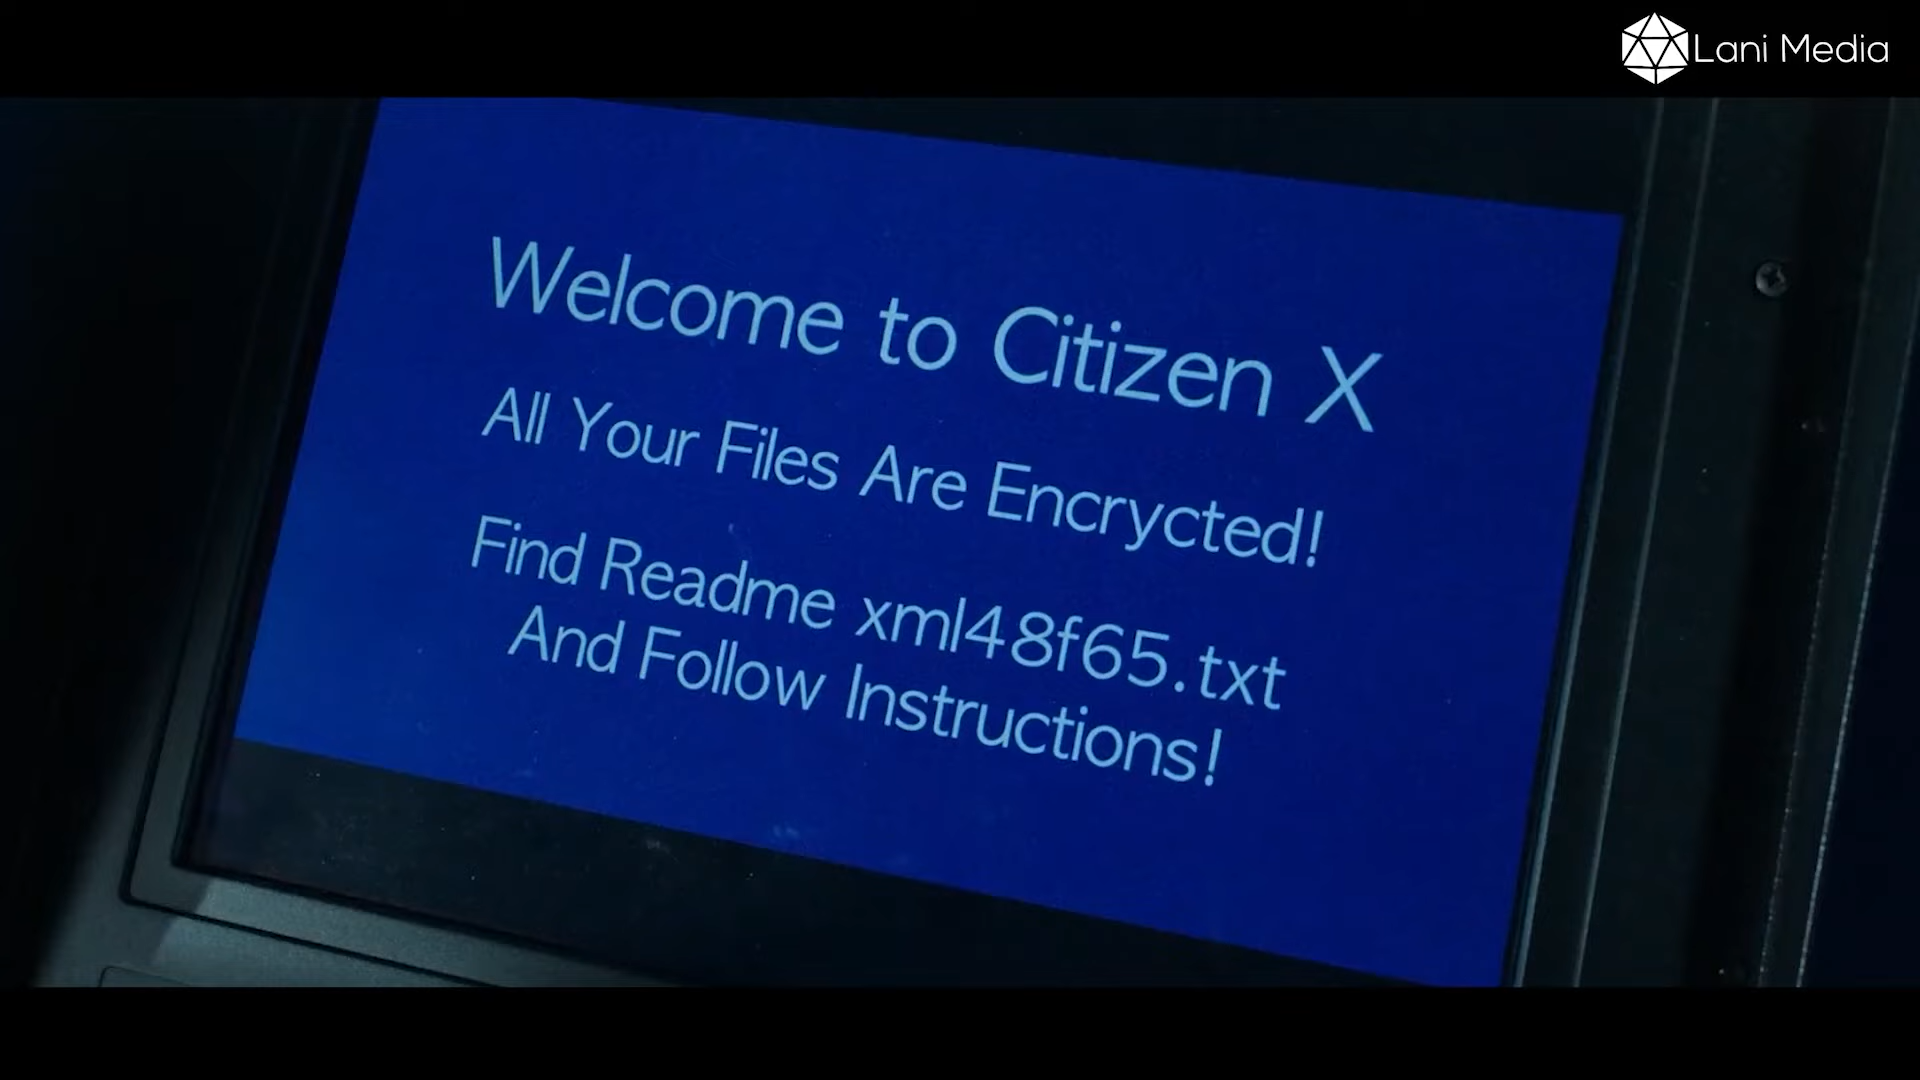 Lani Media
Welcome to Citizen X
All Your Files Are Encrycted!
Find Readme xml48f65.txt
And Follow Instructions!